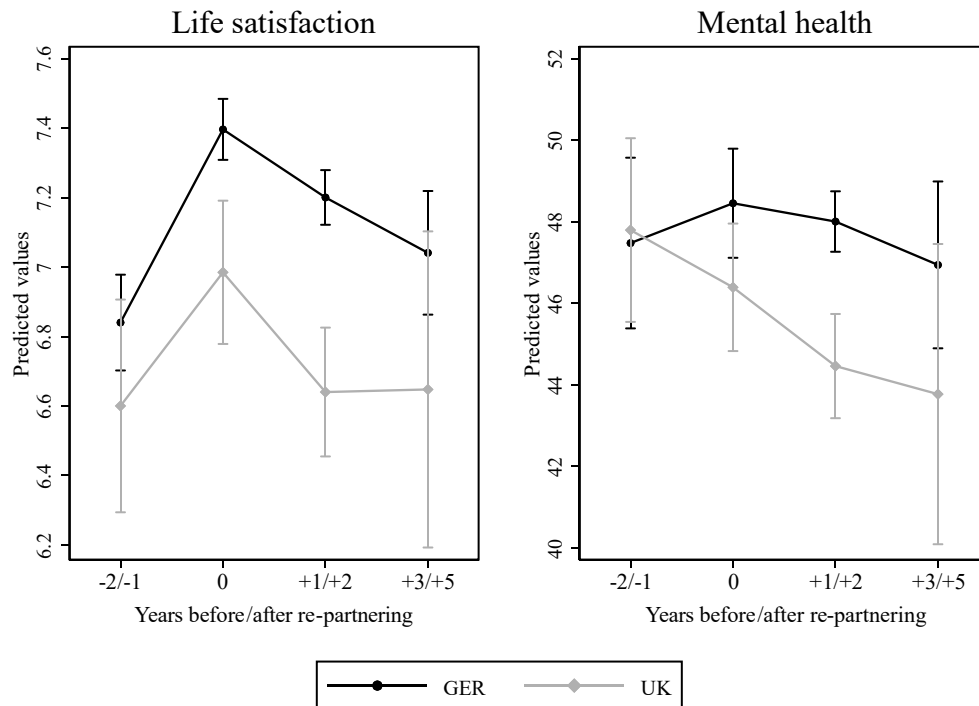 Life satisfaction
Predicted values
7.6
7.4
7.2
7
6.8
6.6
6.4
6.2
-2/-1 0 +1/+2 +3/+5
Years before/after re-partnering
Mental health
Predicted values
52
50
48
46
44
42
40
-2/-1 0 +1/+2 +3/+5
Years before/after re-partnering
GER UK